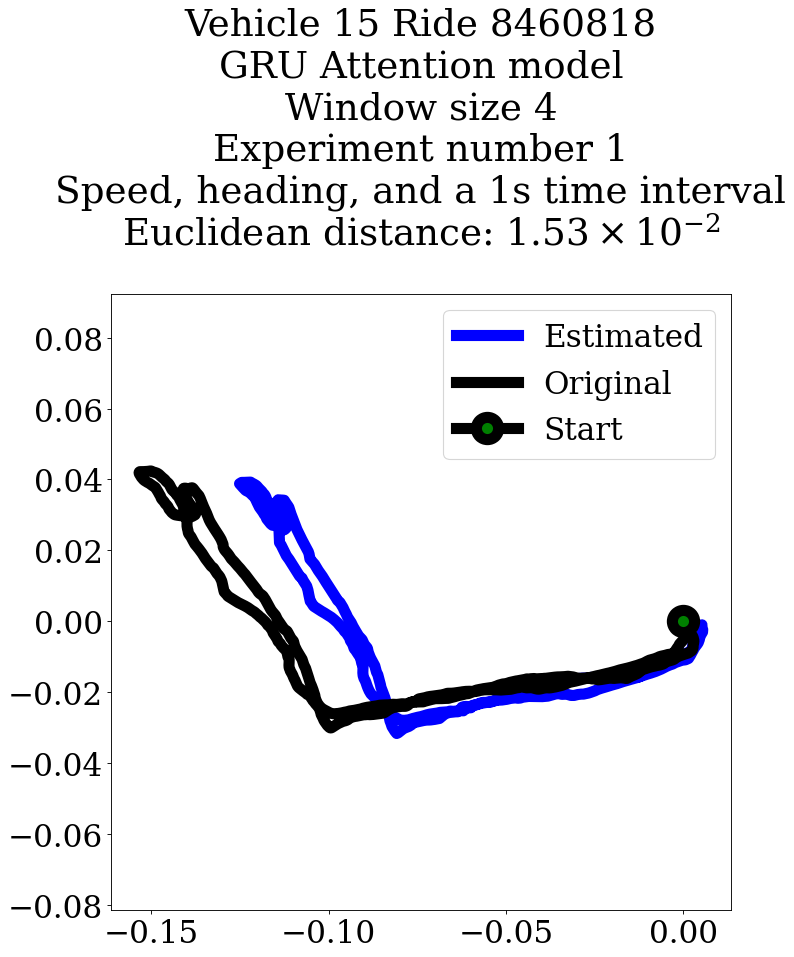 Vehicle 15 Ride 8460818
GRU Attention model
Window size 4
Experiment number 1
Speed, heading, and a 1s time interval
Euclidean distance: 1.53 × 10⁻²
Estimated
Original
Start
0.08
0.06
0.04
0.02
0.00
−0.02
−0.04
−0.06
−0.08
−0.15 −0.10 −0.05 0.00